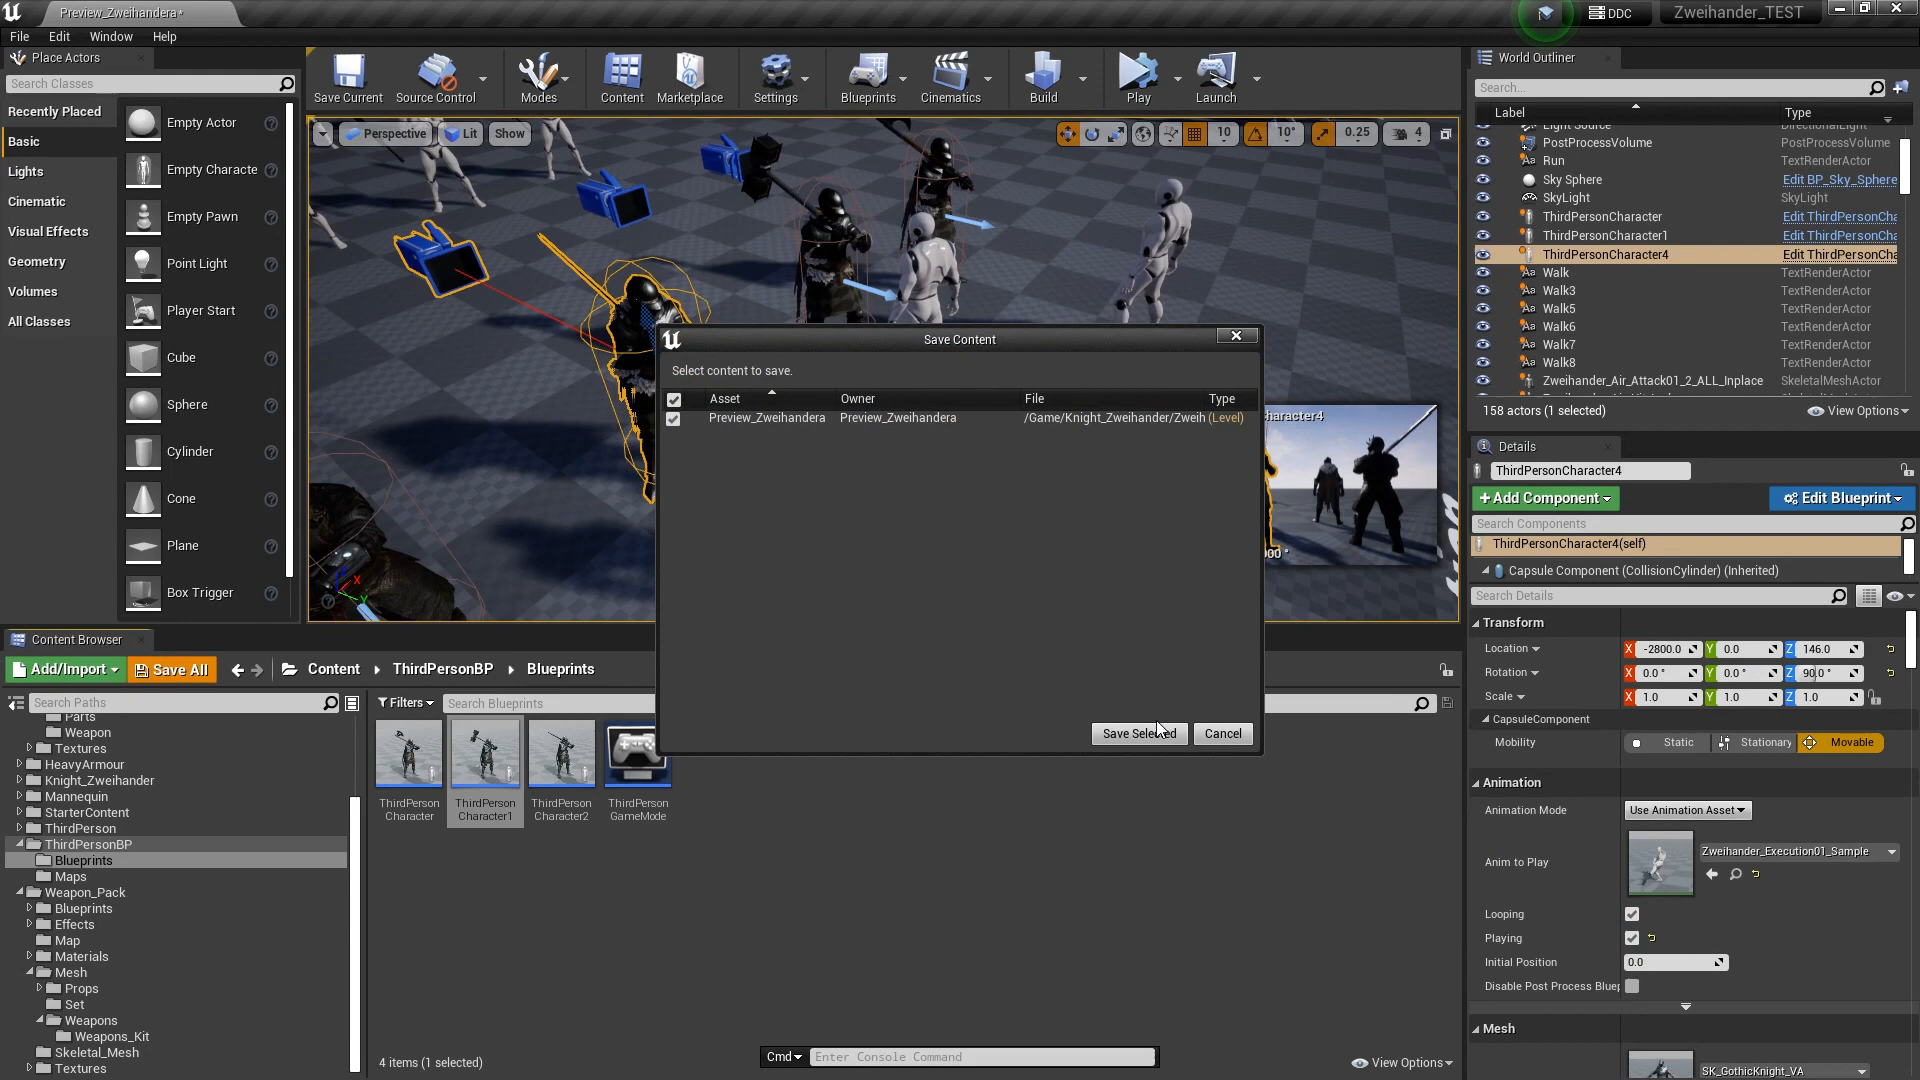 Preview_Zweihandera*
DDC
Zweihander_TEST
File Edit Window Help
Place Actors
Search Classes
Recently Placed
Basic
Lights
Cinematic
Visual Effects
Geometry
Volumes
All Classes
Empty Actor
Empty Characte
Empty Pawn
Point Light
Player Start
Cube
Sphere
Cylinder
Cone
Plane
Box Trigger
Save Current
Source Control
Modes
Content
Marketplace
Settings
Blueprints
Cinematics
Build
Play
Launch
Perspective Lit Show
10 10° 0.25 4
X
Y
Save Content
Select content to save.
Asset Owner File Type
Preview_Zweihandera Preview_Zweihandera /Game/Knight_Zweihander/Zweih (Level)
Save Selected Cancel
haracter4
World Outliner
Search...
Label Type
Light Source DirectionalLight
PostProcessVolume PostProcessVolume
Run TextRenderActor
Sky Sphere Edit BP_Sky_Sphere
SkyLight SkyLight
ThirdPersonCharacter Edit ThirdPersonCha
ThirdPersonCharacter1 Edit ThirdPersonCha
ThirdPersonCharacter4 Edit ThirdPersonCha
Walk TextRenderActor
Walk3 TextRenderActor
Walk5 TextRenderActor
Walk6 TextRenderActor
Walk7 TextRenderActor
Walk8 TextRenderActor
Zweihander_Air_Attack01_2_ALL_Inplace SkeletalMeshActor
158 actors (1 selected) View Options
Details
ThirdPersonCharacter4
+Add Component Edit Blueprint
Search Components
ThirdPersonCharacter4(self)
Capsule Component (CollisionCylinder) (Inherited)
Search Details
Transform
Location X -2800.0 Y 0.0 Z 146.0
Rotation X 0.0 ° Y 0.0 ° Z 90.0 °
Scale X 1.0 Y 1.0 Z 1.0
CapsuleComponent
Mobility Static Stationary Movable
Animation
Animation Mode Use Animation Asset
Anim to Play Zweihander_Execution01_Sample
Looping
Playing
Initial Position 0.0
Disable Post Process Bluep
Mesh
SK_GothicKnight_VA
Content Browser
Add/Import Save All Content ThirdPersonBP Blueprints
Search Paths
Filters Search Blueprints
Parts
Weapon
Textures
HeavyArmour
Knight_Zweihander
Mannequin
StarterContent
ThirdPerson
ThirdPersonBP
Blueprints
Maps
Weapon_Pack
Blueprints
Effects
Map
Materials
Mesh
Props
Set
Weapons
Weapons_Kit
Skeletal_Mesh
Textures
ThirdPerson
Character
ThirdPerson
Character1
ThirdPerson
Character2
ThirdPerson
GameMode
4 items (1 selected)
Cmd Enter Console Command
View Options